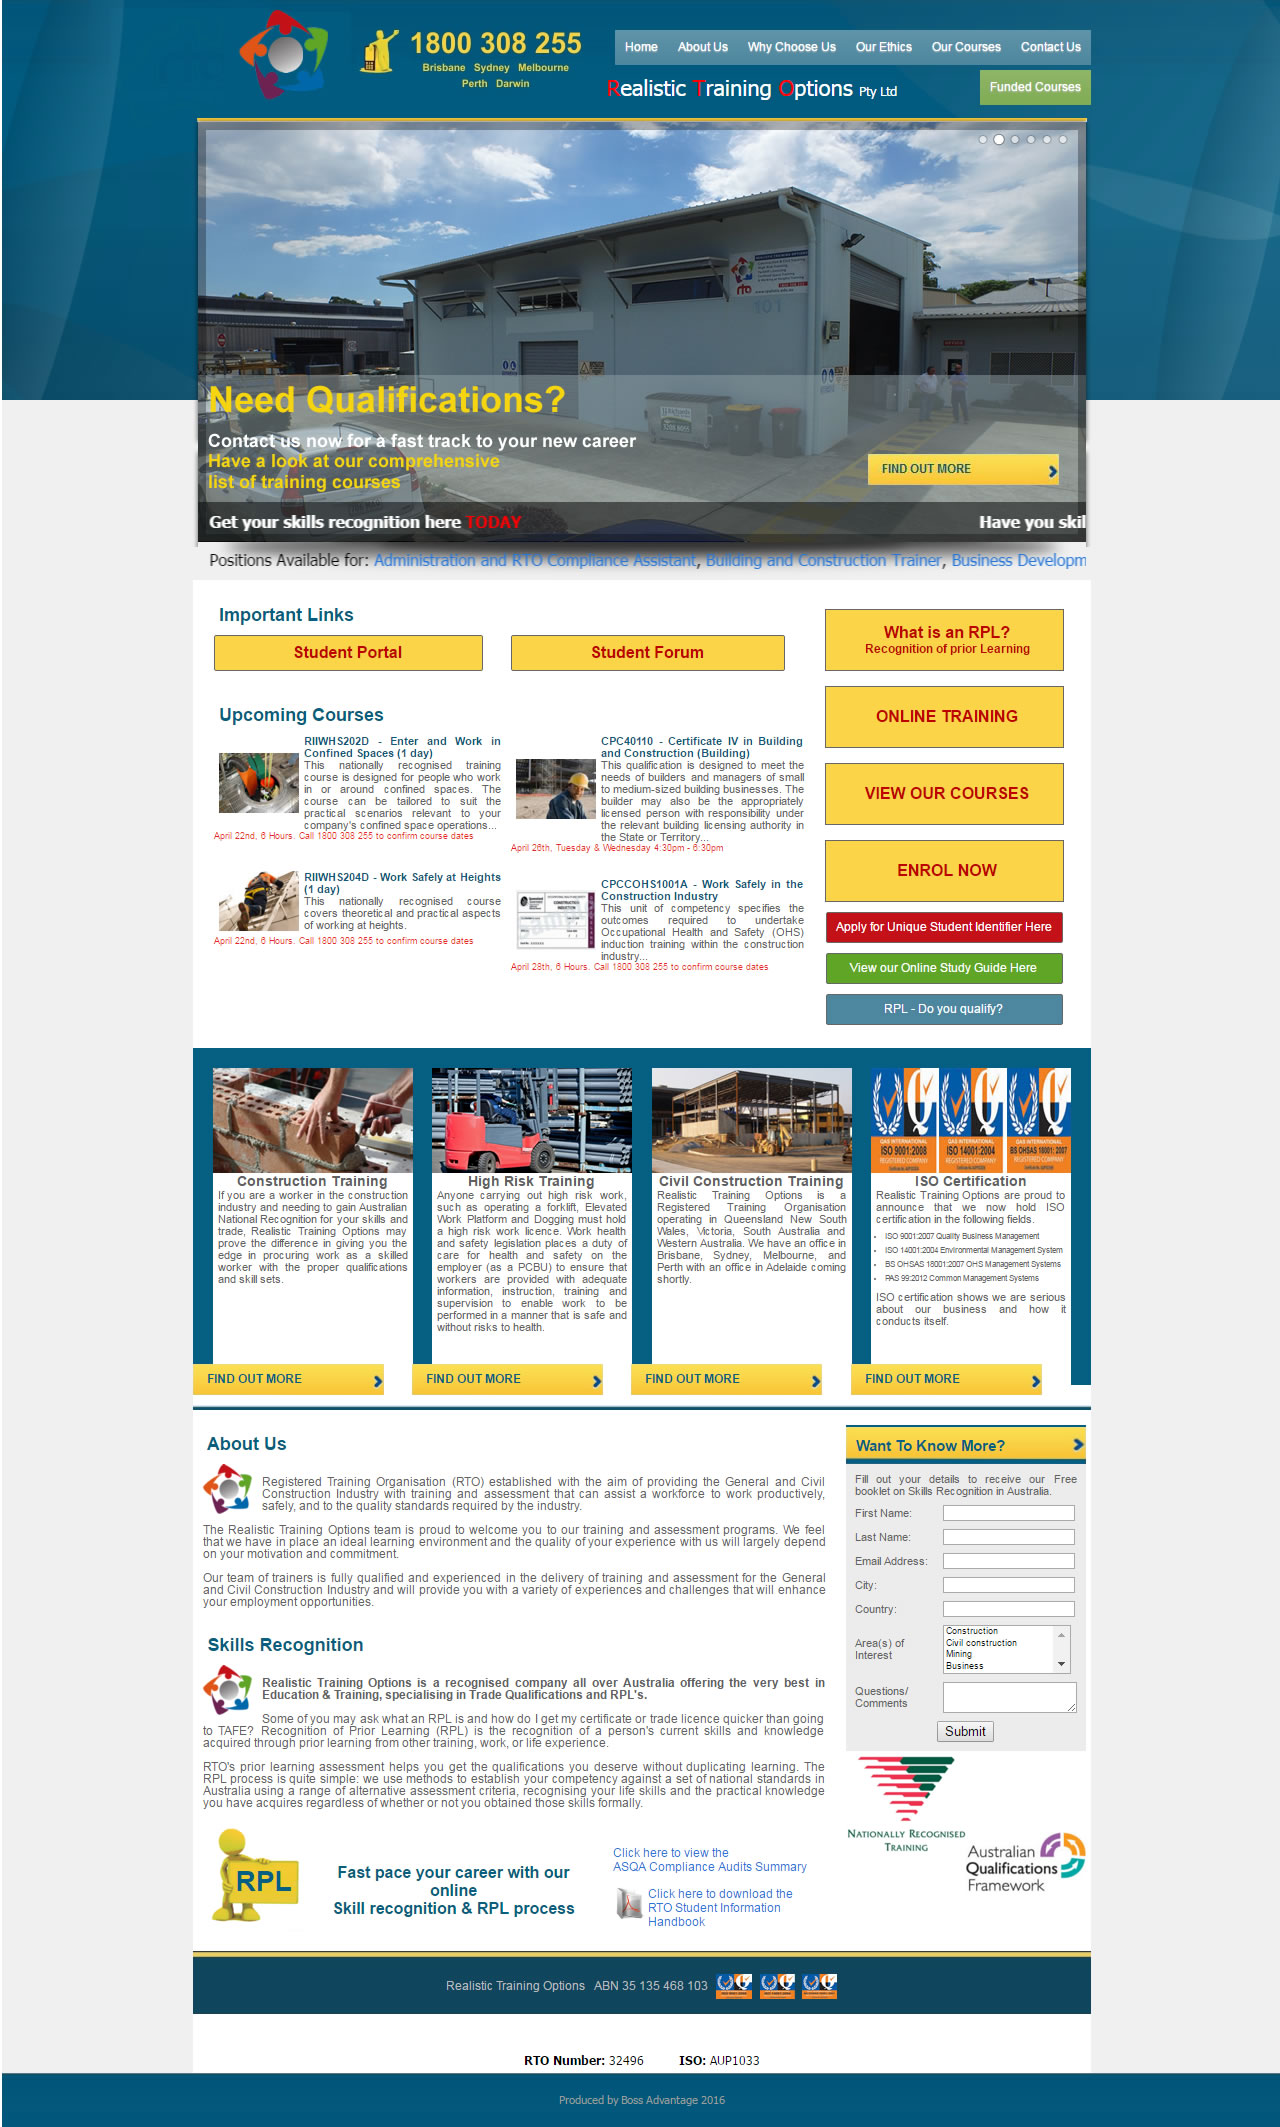 1800 308 255
Brisbane Sydney Melbourne
Perth Darwin
Home About Us Why Choose Us Our Ethics Our Courses Contact Us
Realistic Training Options Pty Ltd
Funded Courses
rto
101
Need Qualifications?
Contact us now for a fast track to your new career
Have a look at our comprehensive
list of training courses
FIND OUT MORE
Get your skills recognition here TODAY
Have you skil
Positions Available for: Administration and RTO Compliance Assistant, Building and Construction Trainer, Business Developm
Important Links
Student Portal
Student Forum
Upcoming Courses
RIIWHS202D - Enter and Work in
Confined Spaces (1 day)
This nationally recognised training
course is designed for people who work
in or around confined spaces. The
course can be tailored to suit the
practical scenarios relevant to your
company's confined space operations...
April 22nd, 6 Hours. Call 1800 308 255 to confirm course dates
CPC40110 - Certificate IV in Building
and Construction (Building)
This qualification is designed to meet the
needs of builders and managers of small
to medium-sized building businesses. The
builder may also be the appropriately
licensed person with responsibility under
the relevant building licensing authority in
the State or Territory...
April 26th, Tuesday & Wednesday 4:30pm - 6:30pm
RIIWHS204D - Work Safely at Heights
(1 day)
This nationally recognised course
covers theoretical and practical aspects
of working at heights.
April 22nd, 6 Hours. Call 1800 308 255 to confirm course dates
CONSTRUCTION
INDUCTION
CPCCOHS1001A - Work Safely in the
Construction Industry
This unit of competency specifies the
outcomes required to undertake
Occupational Health and Safety (OHS)
induction training within the construction
industry...
April 28th, 6 Hours. Call 1800 308 255 to confirm course dates
What is an RPL?
Recognition of prior Learning
ONLINE TRAINING
VIEW OUR COURSES
ENROL NOW
Apply for Unique Student Identifier Here
View our Online Study Guide Here
RPL - Do you qualify?
Construction Training
If you are a worker in the construction
industry and needing to gain Australian
National Recognition for your skills and
trade, Realistic Training Options may
prove the difference in giving you the
edge in procuring work as a skilled
worker with the proper qualifications
and skill sets.
FIND OUT MORE
High Risk Training
Anyone carrying out high risk work,
such as operating a forklift, Elevated
Work Platform and Dogging must hold
a high risk work licence. Work health
and safety legislation places a duty of
care for health and safety on the
employer (as a PCBU) to ensure that
workers are provided with adequate
information, instruction, training and
supervision to enable work to be
performed in a manner that is safe and
without risks to health.
FIND OUT MORE
Civil Construction Training
Realistic Training Options is a
Registered Training Organisation
operating in Queensland New South
Wales, Victoria, South Australia and
Western Australia. We have an office in
Brisbane, Sydney, Melbourne, and
Perth with an office in Adelaide coming
shortly.
FIND OUT MORE
QAS INTERNATIONAL QAS INTERNATIONAL QAS INTERNATIONAL
ISO 9001:2008 ISO 14001:2004 BS OHSAS 18001: 2007
REGISTERED COMPANY REGISTERED COMPANY REGISTERED COMPANY
ISO Certification
Realistic Training Options are proud to
announce that we now hold ISO
certification in the following fields.
• ISO 9001:2007 Quality Business Management
• ISO 14001:2004 Environmental Management System
• BS OHSAS 18001:2007 OHS Management Systems
• PAS 99:2012 Common Management Systems
ISO certification shows we are serious
about our business and how it
conducts itself.
FIND OUT MORE
About Us
Registered Training Organisation (RTO) established with the aim of providing the General and Civil
Construction Industry with training and assessment that can assist a workforce to work productively,
safely, and to the quality standards required by the industry.
The Realistic Training Options team is proud to welcome you to our training and assessment programs. We feel
that we have in place an ideal learning environment and the quality of your experience with us will largely depend
on your motivation and commitment.
Our team of trainers is fully qualified and experienced in the delivery of training and assessment for the General
and Civil Construction Industry and will provide you with a variety of experiences and challenges that will enhance
your employment opportunities.
Skills Recognition
Realistic Training Options is a recognised company all over Australia offering the very best in
Education & Training, specialising in Trade Qualifications and RPL's.
Some of you may ask what an RPL is and how do I get my certificate or trade licence quicker than going
to TAFE? Recognition of Prior Learning (RPL) is the recognition of a person's current skills and knowledge
acquired through prior learning from other training, work, or life experience.
RTO's prior learning assessment helps you get the qualifications you deserve without duplicating learning. The
RPL process is quite simple: we use methods to establish your competency against a set of national standards in
Australia using a range of alternative assessment criteria, recognising your life skills and the practical knowledge
you have acquires regardless of whether or not you obtained those skills formally.
RPL
Fast pace your career with our
online
Skill recognition & RPL process
Click here to view the
ASQA Compliance Audits Summary
Click here to download the
RTO Student Information
Handbook
Want To Know More?
Fill out your details to receive our Free
booklet on Skills Recognition in Australia.
First Name:
Last Name:
Email Address:
City:
Country:
Area(s) of
Interest
Construction
Civil construction
Mining
Business
Questions/
Comments
Submit
NATIONALLY RECOGNISED
TRAINING
Australian
Qualifications
Framework
Realistic Training Options ABN 35 135 468 103
RTO Number: 32496 ISO: AUP1033
Produced by Boss Advantage 2016